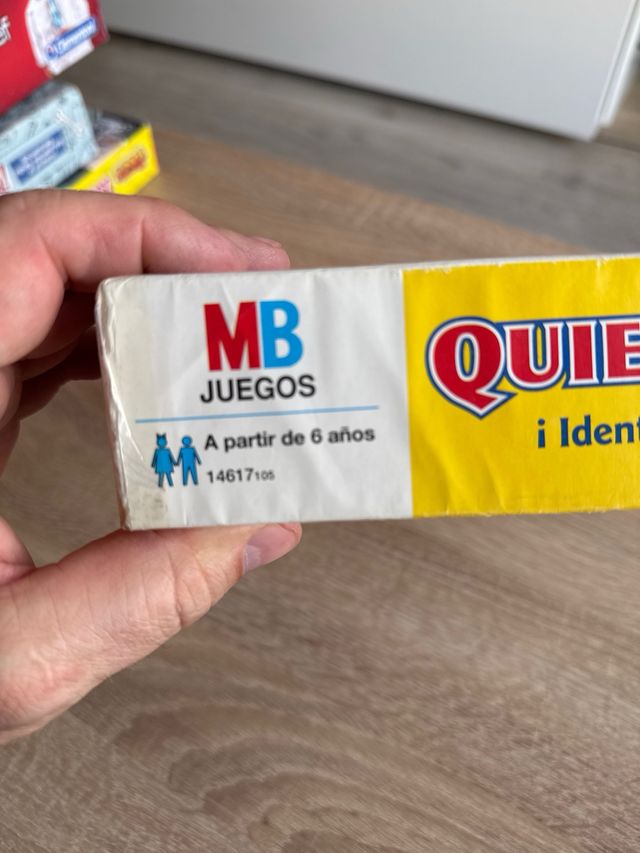 MB
JUEGOS
A partir de 6 años
14617105
QUIE
¡ Ident